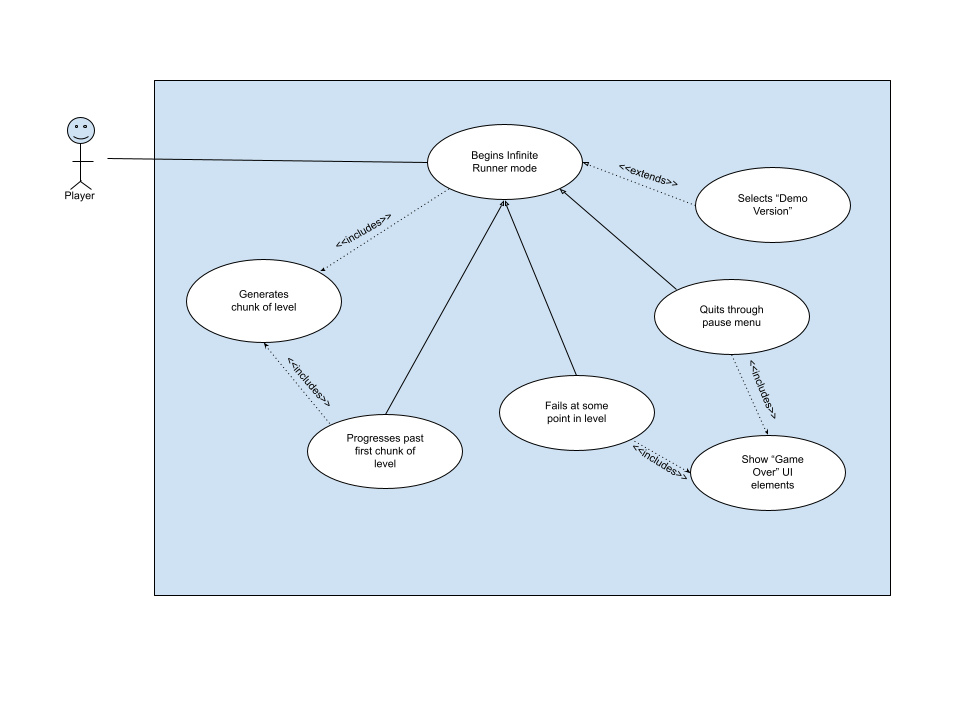 Player
Begins Infinite
Runner mode
<<extends>>
Selects “Demo
Version”
<<includes>>
Generates
chunk of level
Quits through
pause menu
<<includes>>
<<includes>>
Fails at some
point in level
Progresses past
first chunk of
level
<<includes>>
Show “Game
Over” UI
elements